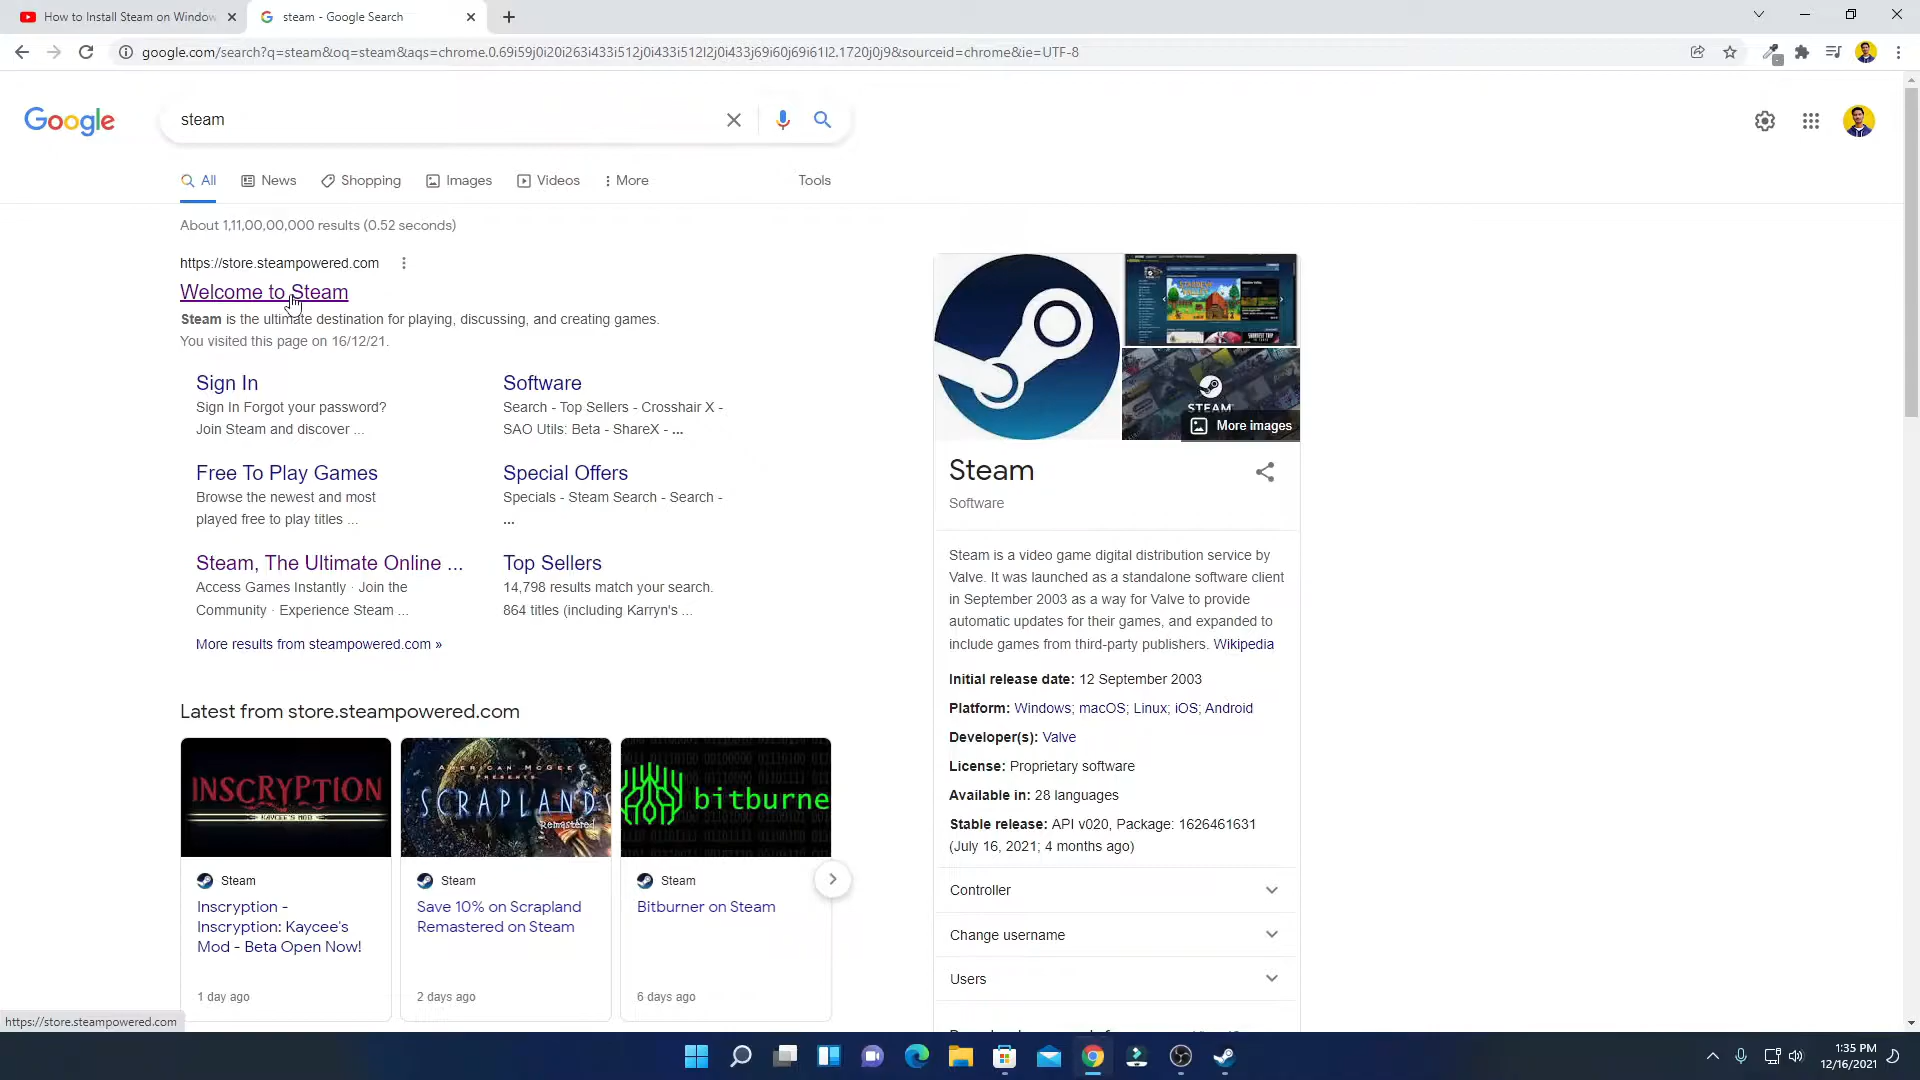 How to Install Steam on Window
steam - Google Search
google.com/search?q=steam&oq=steam&aqs=chrome.0.69i59j0i20i263i433i512j0i433i512l2j0i433j69i60j69i61l2.1720j0j9&sourceid=chrome&ie=UTF-8
Google
steam
All
News
Shopping
Images
Videos
More
Tools
About 1,11,00,00,000 results (0.52 seconds)
https://store.steampowered.com
Welcome to Steam
Steam is the ultimate destination for playing, discussing, and creating games.
You visited this page on 16/12/21.
Sign In
Sign In Forgot your password?
Join Steam and discover ...
Software
Search - Top Sellers - Crosshair X -
SAO Utils: Beta - ShareX - ...
Free To Play Games
Browse the newest and most
played free to play titles ...
Special Offers
Specials - Steam Search - Search -
...
Steam, The Ultimate Online ...
Access Games Instantly · Join the
Community · Experience Steam ...
Top Sellers
14,798 results match your search.
864 titles (including Karryn's ...
More results from steampowered.com »
Latest from store.steampowered.com
INSCRYPTION
KAYCEE'S MOD
Steam
Inscryption -
Inscryption: Kaycee's
Mod - Beta Open Now!
1 day ago
AMERICAN MCGEE
PRESENTS
SCRAPLAND
Remastered
Steam
Save 10% on Scrapland
Remastered on Steam
2 days ago
bitburne
Steam
Bitburner on Steam
6 days ago
STEAM
More images
Steam
Software
Steam is a video game digital distribution service by
Valve. It was launched as a standalone software client
in September 2003 as a way for Valve to provide
automatic updates for their games, and expanded to
include games from third-party publishers. Wikipedia
Initial release date: 12 September 2003
Platform: Windows; macOS; Linux; iOS; Android
Developer(s): Valve
License: Proprietary software
Available in: 28 languages
Stable release: API v020, Package: 1626461631
(July 16, 2021; 4 months ago)
Controller
Change username
Users
https://store.steampowered.com
1:35 PM
12/16/2021